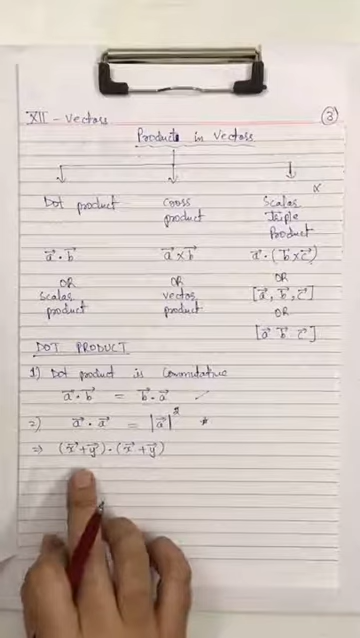 XII - Vectors
3
Products in Vectors
Dot product
cross product
Scalar Triple Product
a⃗ · b⃗
a⃗ × b⃗
a⃗ · (b⃗ × c⃗)
OR
OR
OR
Scalar product
vector product
[a⃗, b⃗, c⃗]
OR
[a⃗ b⃗ c⃗]
DOT PRODUCT
1) Dot product is Commutative
a⃗ · b⃗ = b⃗ · a⃗ ✓
2) a⃗ · a⃗ = |a⃗|² *
⇒ (x⃗ + y⃗) · (x⃗ + y⃗)